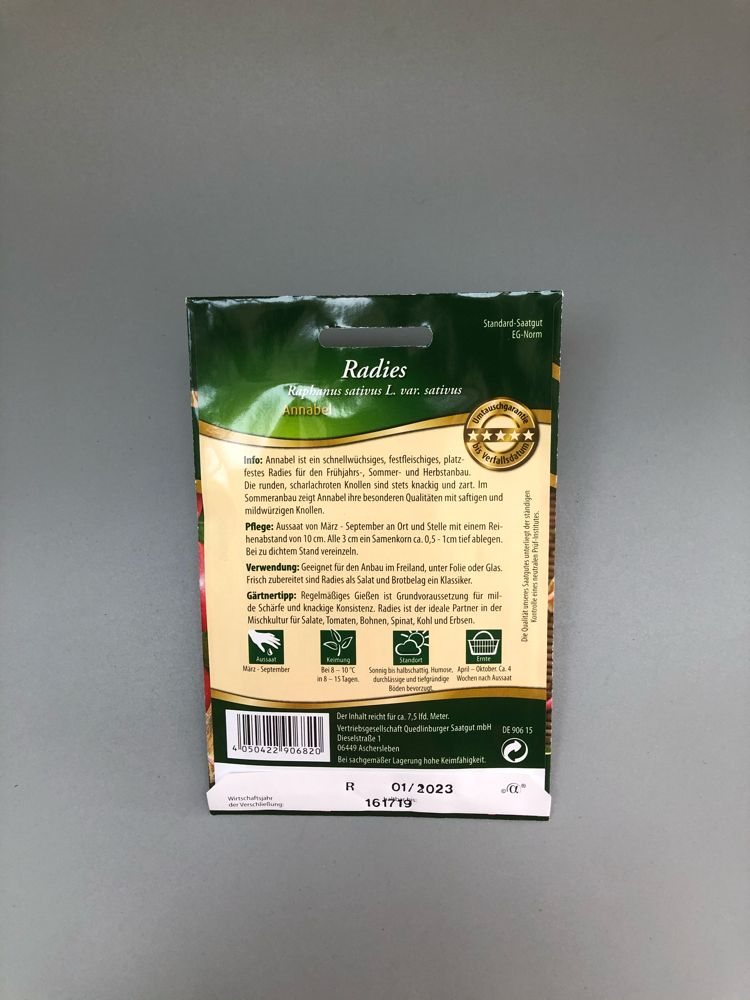 Standard-Saatgut
EG-Norm
Radies
Raphanus sativus L. var. sativus
Annabel
Umtauschgarantie
bis Verfallsdatum
Info: Annabel ist ein schnellwüchsiges, festfleischiges, platz-
festes Radies für den Frühjahrs-, Sommer- und Herbstanbau.
Die runden, scharlachroten Knollen sind stets knackig und zart. Im
Sommeranbau zeigt Annabel ihre besonderen Qualitäten mit saftigen und
mildwürzigen Knollen.
Pflege: Aussaat von März - September an Ort und Stelle mit einem Rei-
henabstand von 10 cm. Alle 3 cm ein Samenkorn ca. 0,5 - 1cm tief ablegen.
Bei zu dichtem Stand vereinzeln.
Verwendung: Geeignet für den Anbau im Freiland, unter Folie oder Glas.
Frisch zubereitet sind Radies als Salat und Brotbelag ein Klassiker.
Gärtnertipp: Regelmäßiges Gießen ist Grundvoraussetzung für mil-
de Schärfe und knackige Konsistenz. Radies ist der ideale Partner in der
Mischkultur für Salate, Tomaten, Bohnen, Spinat, Kohl und Erbsen.
Die Qualität unseres Saatgutes unterliegt der ständigen
Kontrolle eines neutralen Prüf-Institutes.
Aussaat
März - September
Keimung
Bei 8 – 10 °C
in 8 – 15 Tagen.
Standort
Sonnig bis halbschattig. Humose,
durchlässige und tiefgründige
Böden bevorzugt.
Ernte
April – Oktober. Ca. 4
Wochen nach Aussaat
4 050422 906820
Der Inhalt reicht für ca. 7,5 lfd. Meter.
Vertriebsgesellschaft Quedlinburger Saatgut mbH
Dieselstraße 1
06449 Aschersleben
Bei sachgemäßer Lagerung hohe Keimfähigkeit.
DE 906 15
Wirtschaftsjahr
der Verschließung:
R 01/2023
161719
©α®